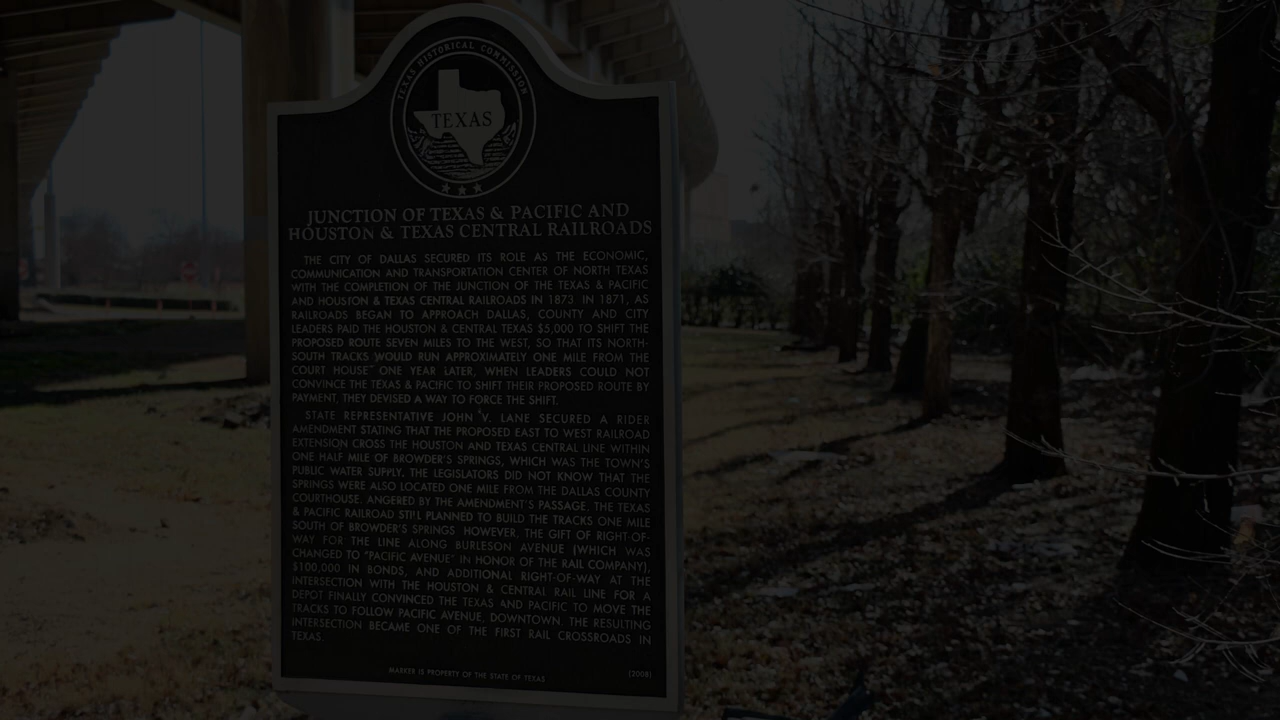 TEXAS HISTORICAL COMMISSION
TEXAS
JUNCTION OF TEXAS & PACIFIC AND
HOUSTON & TEXAS CENTRAL RAILROADS
THE CITY OF DALLAS SECURED ITS ROLE AS THE ECONOMIC,
COMMUNICATION AND TRANSPORTATION CENTER OF NORTH TEXAS
WITH THE COMPLETION OF THE JUNCTION OF THE TEXAS & PACIFIC
AND HOUSTON & TEXAS CENTRAL RAILROADS IN 1873. IN 1871, AS
RAILROADS BEGAN TO APPROACH DALLAS, COUNTY AND CITY
LEADERS PAID THE HOUSTON & CENTRAL TEXAS $5,000 TO SHIFT THE
PROPOSED ROUTE SEVEN MILES TO THE WEST, SO THAT ITS NORTH-
SOUTH TRACKS WOULD RUN APPROXIMATELY ONE MILE FROM THE
COURT HOUSE. ONE YEAR LATER, WHEN LEADERS COULD NOT
CONVINCE THE TEXAS & PACIFIC TO SHIFT THEIR PROPOSED ROUTE BY
PAYMENT, THEY DEVISED A WAY TO FORCE THE SHIFT.
STATE REPRESENTATIVE JOHN V. LANE SECURED A RIDER
AMENDMENT STATING THAT THE PROPOSED EAST TO WEST RAILROAD
EXTENSION CROSS THE HOUSTON AND TEXAS CENTRAL LINE WITHIN
ONE HALF MILE OF BROWDER'S SPRINGS, WHICH WAS THE TOWN'S
PUBLIC WATER SUPPLY. THE LEGISLATORS DID NOT KNOW THAT THE
SPRINGS WERE ALSO LOCATED ONE MILE FROM THE DALLAS COUNTY
COURTHOUSE. ANGERED BY THE AMENDMENT'S PASSAGE, THE TEXAS
& PACIFIC RAILROAD STILL PLANNED TO BUILD THE TRACKS ONE MILE
SOUTH OF BROWDER'S SPRINGS. HOWEVER, THE GIFT OF RIGHT-OF-
WAY FOR THE LINE ALONG BURLESON AVENUE (WHICH WAS
CHANGED TO "PACIFIC AVENUE" IN HONOR OF THE RAIL COMPANY),
$100,000 IN BONDS, AND ADDITIONAL RIGHT-OF-WAY AT THE
INTERSECTION WITH THE HOUSTON & CENTRAL RAIL LINE FOR A
DEPOT FINALLY CONVINCED THE TEXAS AND PACIFIC TO MOVE THE
TRACKS TO FOLLOW PACIFIC AVENUE, DOWNTOWN. THE RESULTING
INTERSECTION BECAME ONE OF THE FIRST RAIL CROSSROADS IN
TEXAS.
(2008)
MARKER IS PROPERTY OF THE STATE OF TEXAS